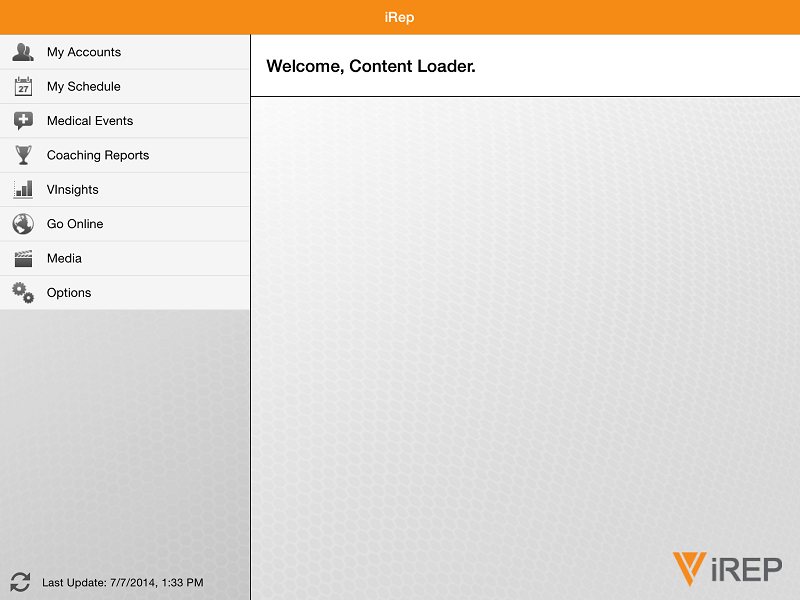 iRep
My Accounts
27
My Schedule
Medical Events
Coaching Reports
VInsights
Go Online
Media
Options
Last Update: 7/7/2014, 1:33 PM
Welcome, Content Loader.
iREP